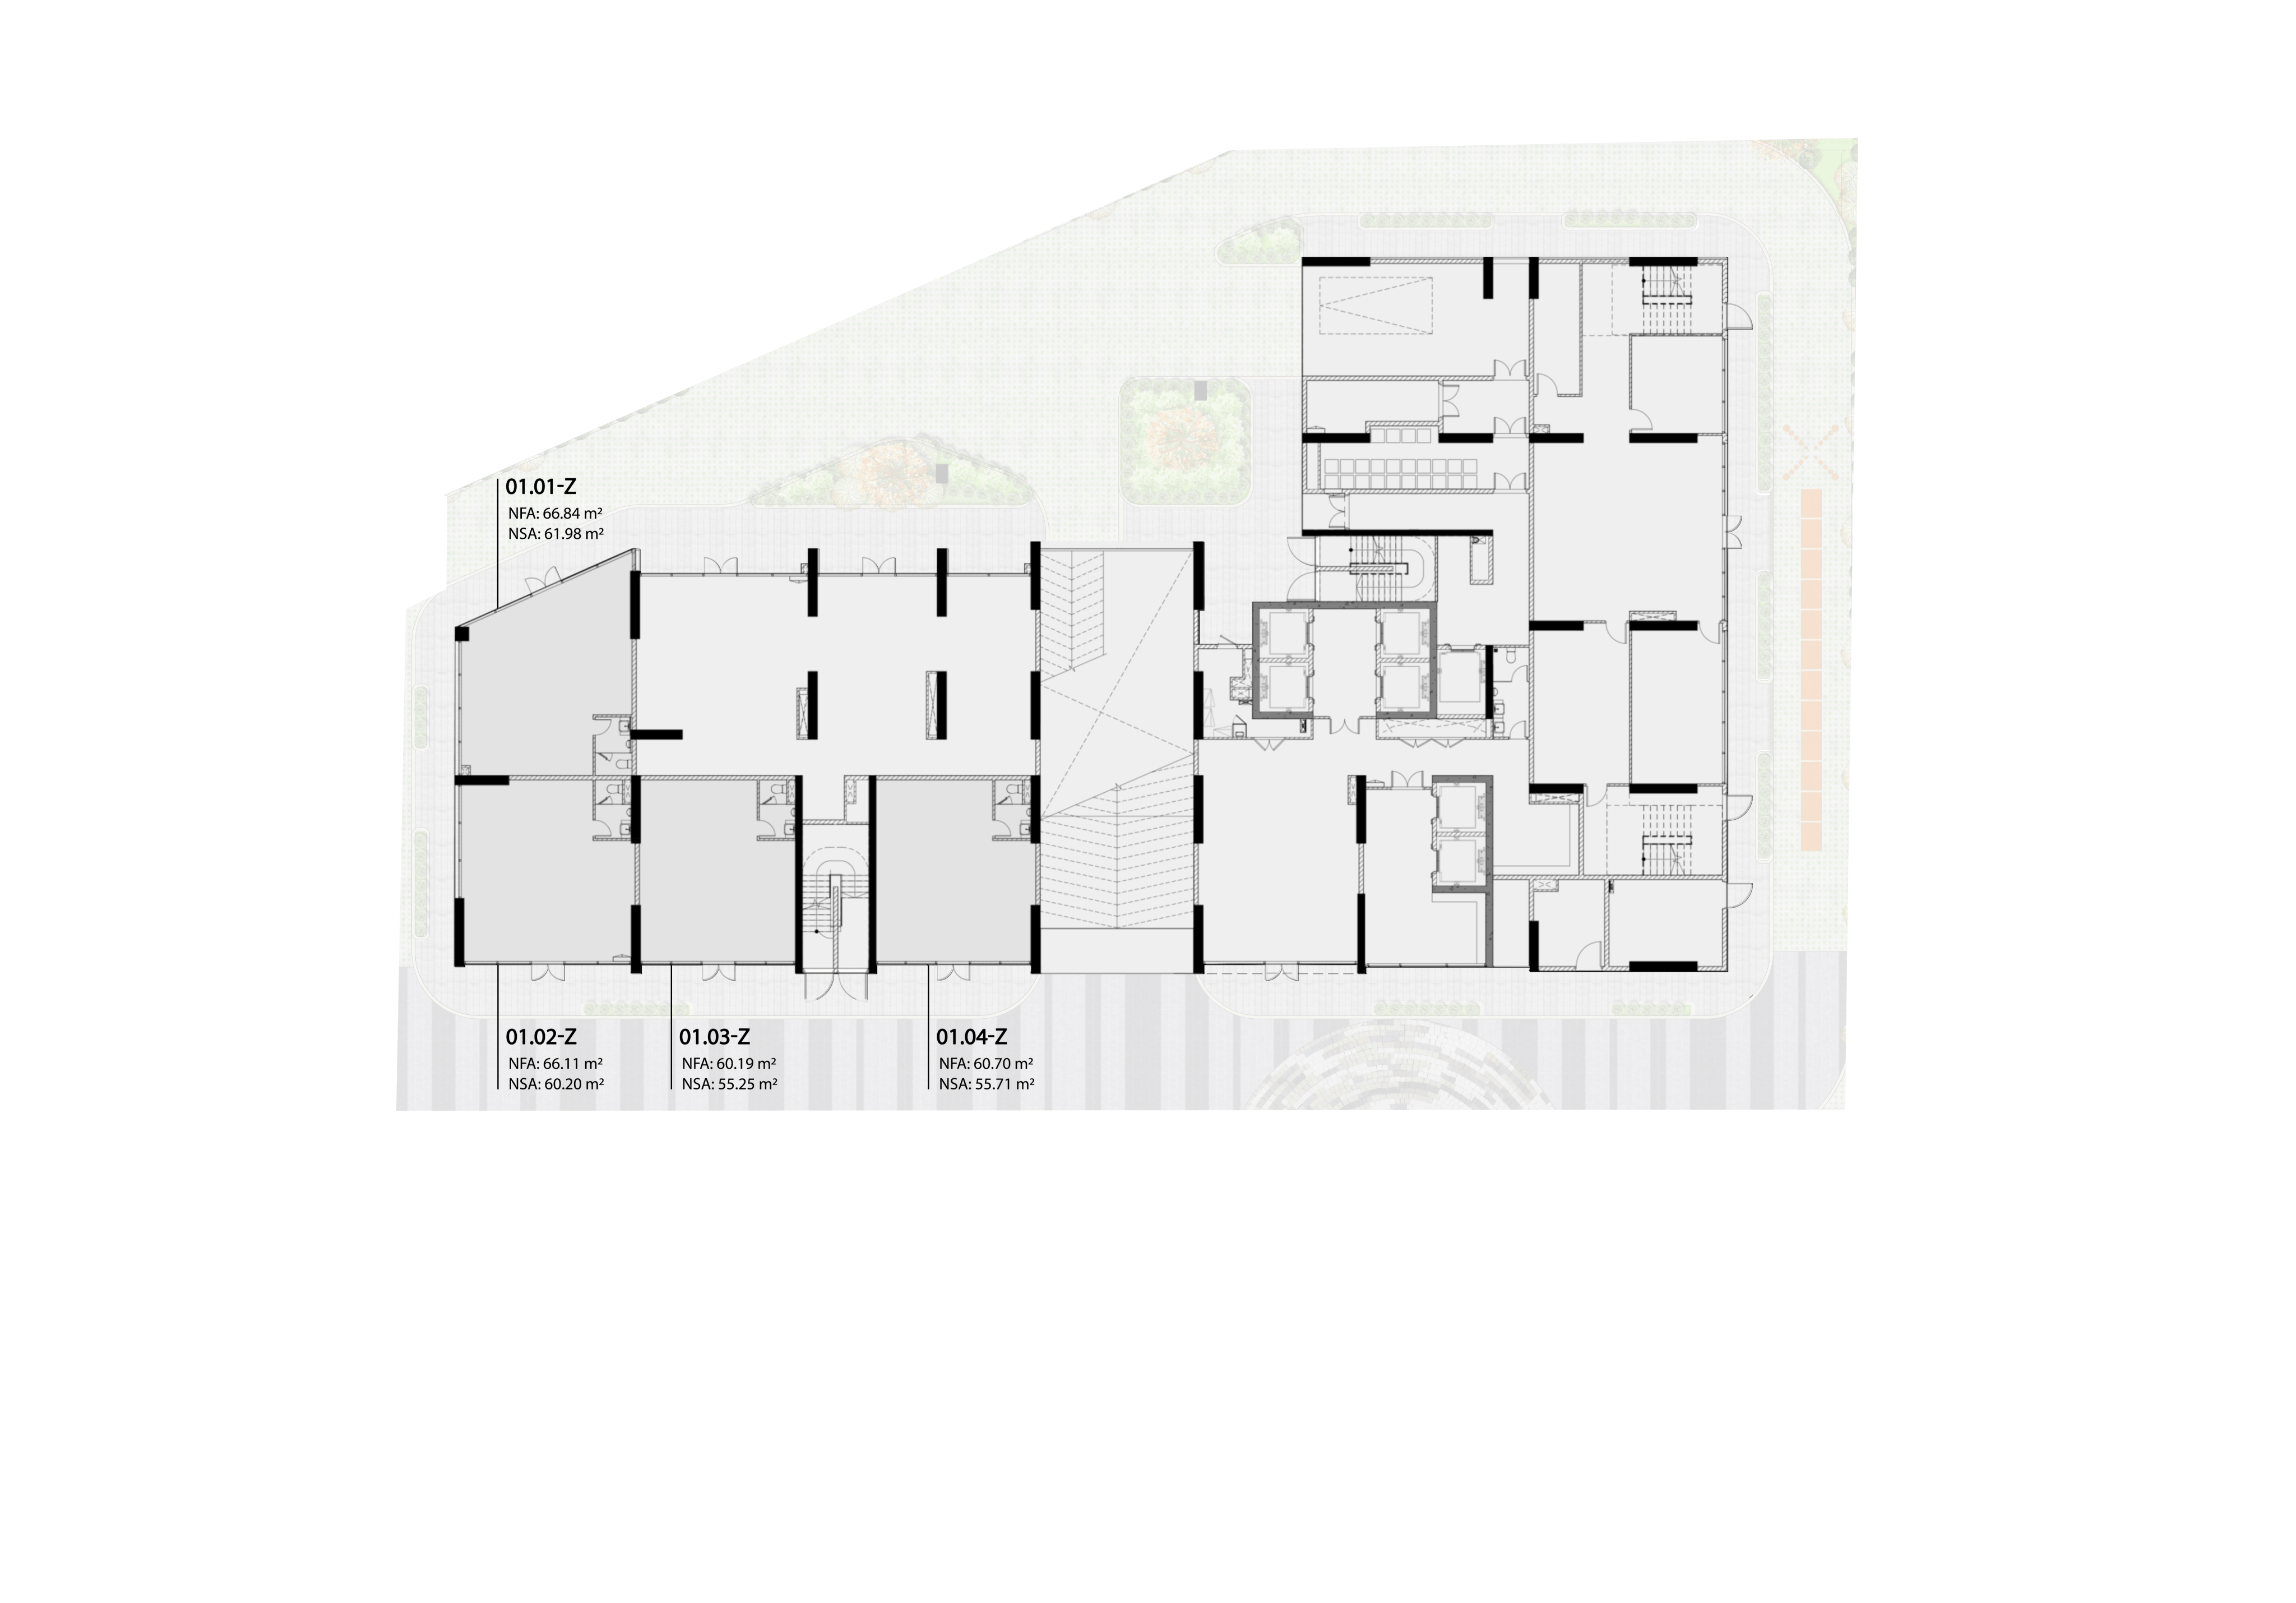 01.01-Z
NFA: 66.84 m²
NSA: 61.98 m²
01.02-Z
NFA: 66.11 m²
NSA: 60.20 m²
01.03-Z
NFA: 60.19 m²
NSA: 55.25 m²
01.04-Z
NFA: 60.70 m²
NSA: 55.71 m²